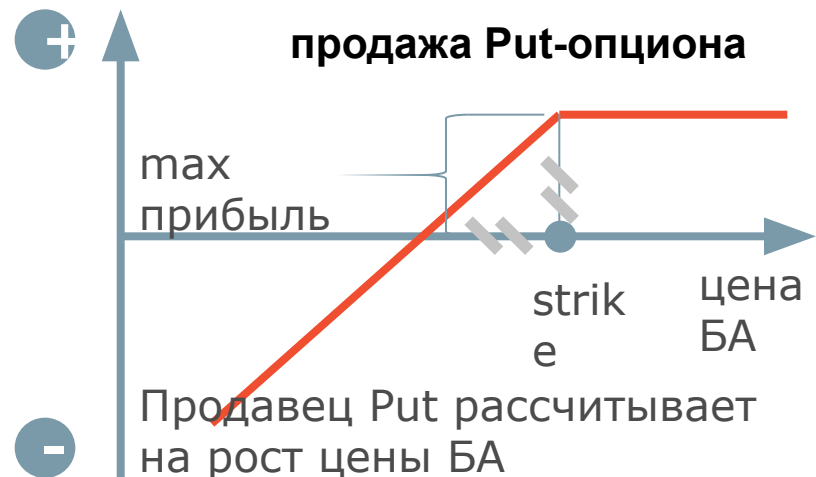 +
продажа Put-опциона
max
прибыль
strik
e
цена
БА
Продавец Put рассчитывает
на рост цены БА
-